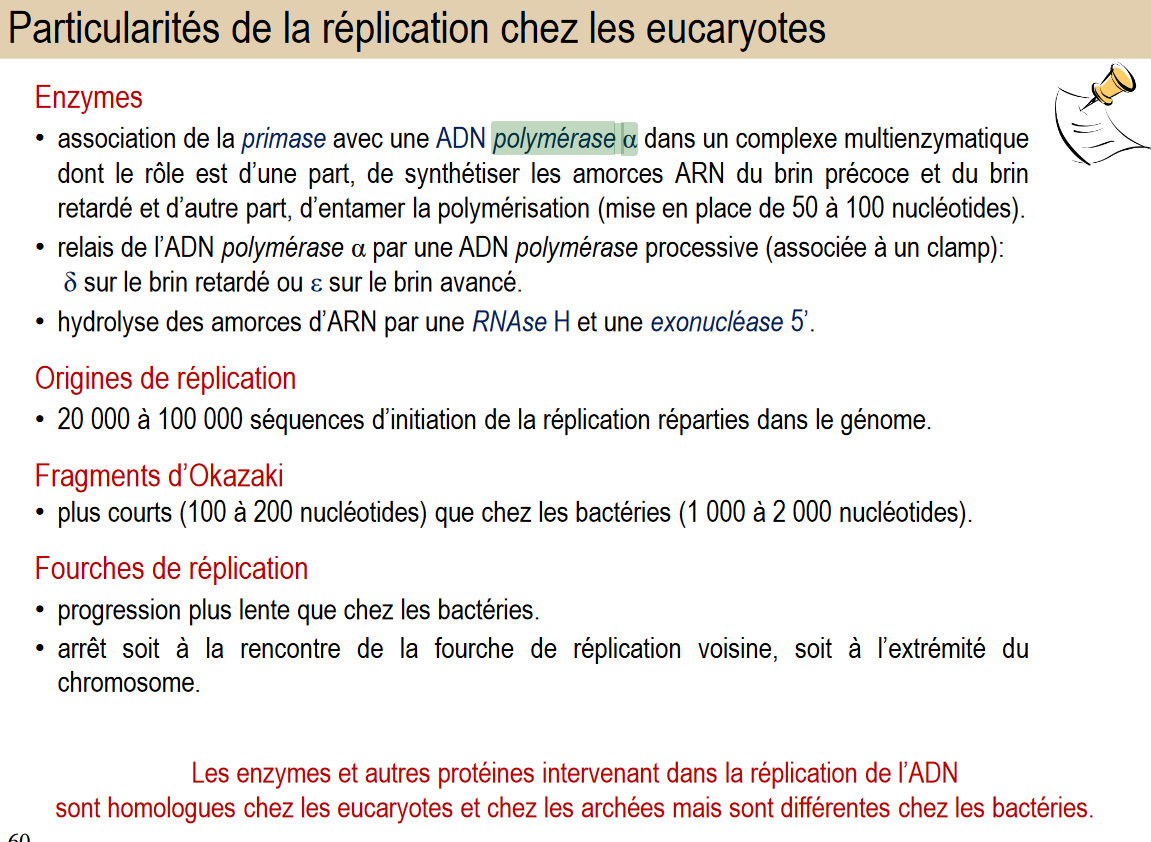 Particularités de la réplication chez les eucaryotes
Enzymes
• association de la primase avec une ADN polymérase α dans un complexe multienzymatique
dont le rôle est d’une part, de synthétiser les amorces ARN du brin précoce et du brin
retardé et d’autre part, d’entamer la polymérisation (mise en place de 50 à 100 nucléotides).
• relais de l’ADN polymérase α par une ADN polymérase processive (associée à un clamp):
δ sur le brin retardé ou ε sur le brin avancé.
• hydrolyse des amorces d’ARN par une RNAse H et une exonucléase 5’.
Origines de réplication
• 20 000 à 100 000 séquences d’initiation de la réplication réparties dans le génome.
Fragments d’Okazaki
• plus courts (100 à 200 nucléotides) que chez les bactéries (1 000 à 2 000 nucléotides).
Fourches de réplication
• progression plus lente que chez les bactéries.
• arrêt soit à la rencontre de la fourche de réplication voisine, soit à l’extrémité du
chromosome.
Les enzymes et autres protéines intervenant dans la réplication de l’ADN
sont homologues chez les eucaryotes et chez les archées mais sont différentes chez les bactéries.